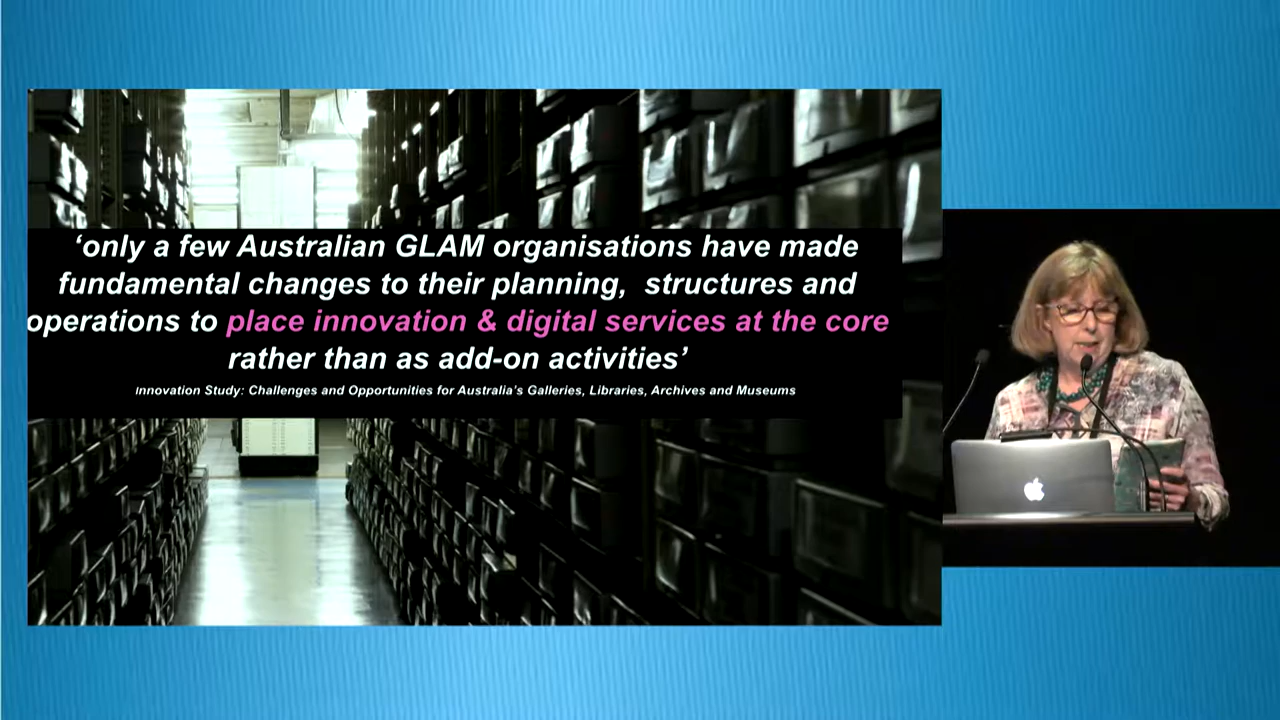 ‘only a few Australian GLAM organisations have made
fundamental changes to their planning,  structures and
operations to place innovation & digital services at the core
rather than as add-on activities’
Innovation Study: Challenges and Opportunities for Australia’s Galleries, Libraries, Archives and Museums